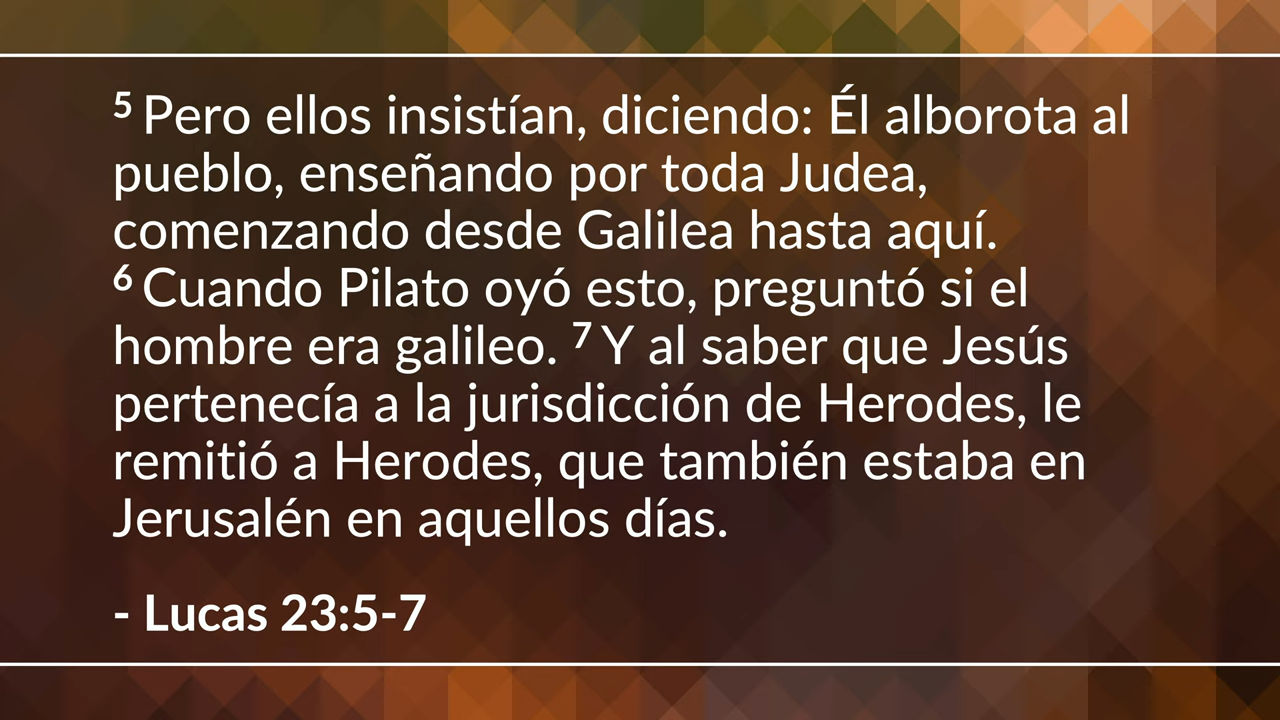 5 Pero ellos insistían, diciendo: Él alborota al
pueblo, enseñando por toda Judea,
comenzando desde Galilea hasta aquí.
6 Cuando Pilato oyó esto, preguntó si el
hombre era galileo. 7 Y al saber que Jesús
pertenecía a la jurisdicción de Herodes, le
remitió a Herodes, que también estaba en
Jerusalén en aquellos días.
- Lucas 23:5-7